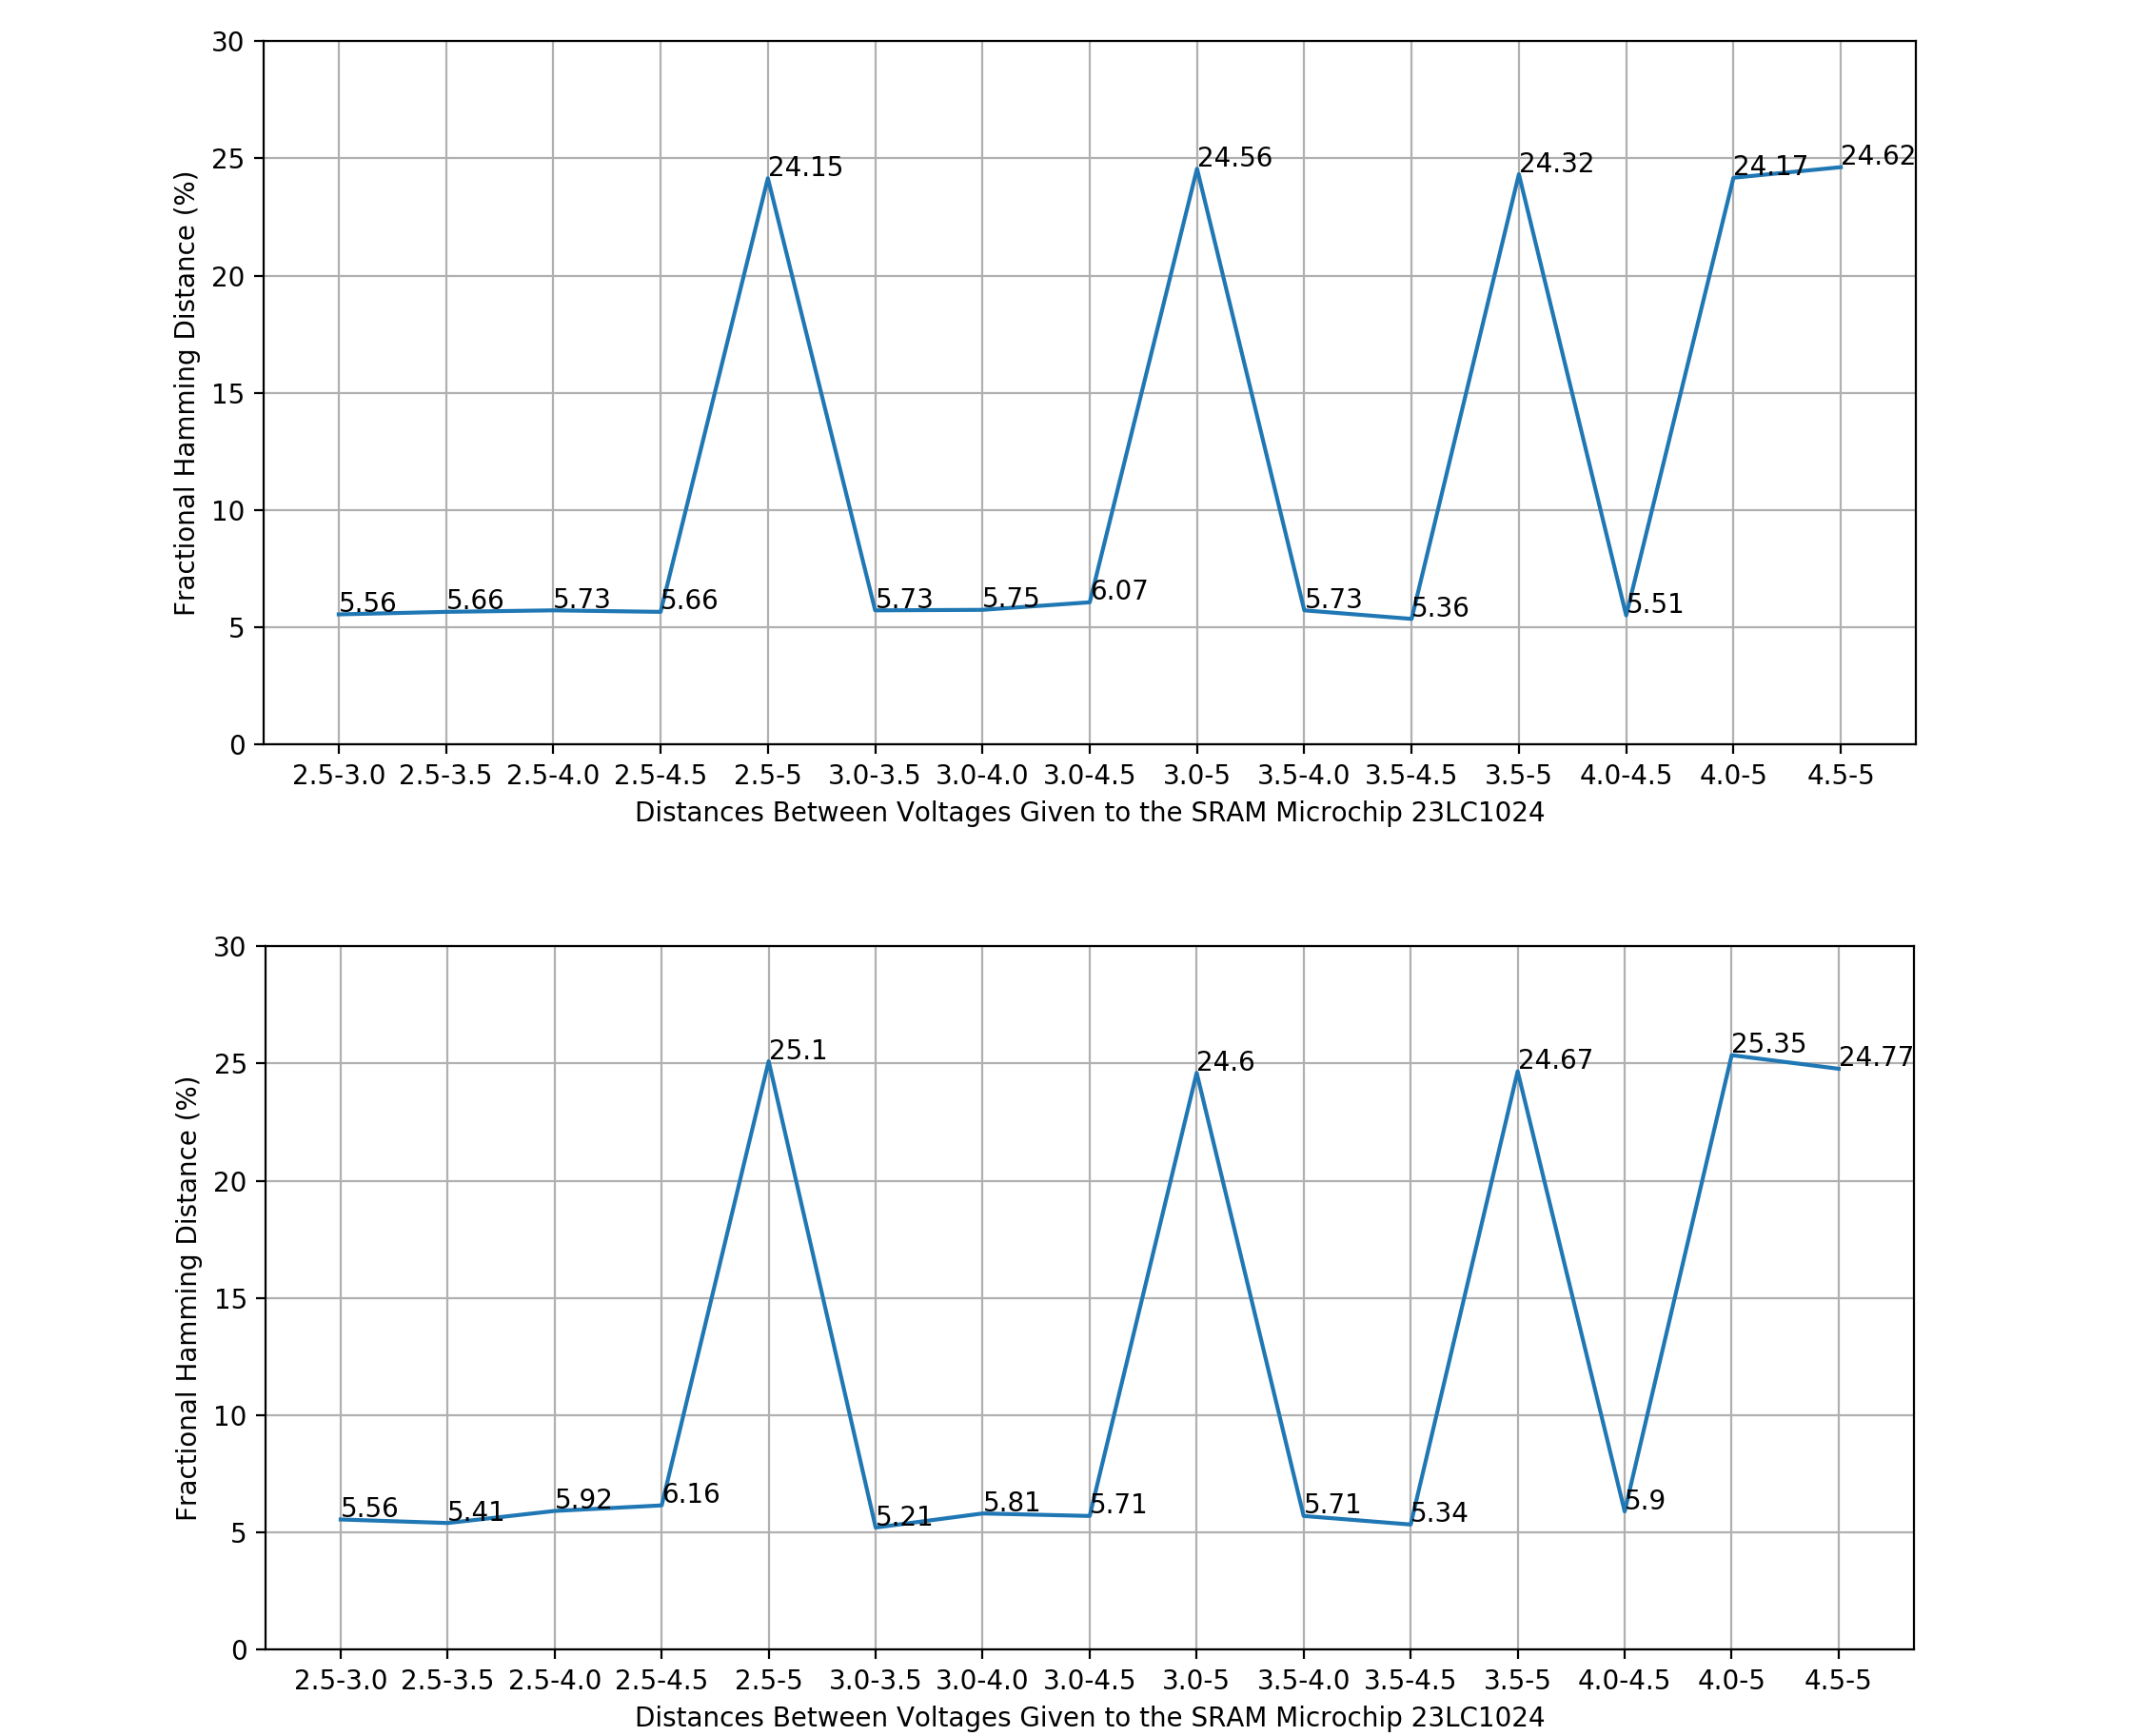 30
25
20
15
10
5
0
Fractional Hamming Distance (%)
5.56 5.66 5.73 5.66 24.15 5.73 5.75 6.07 24.56 5.73 5.36 24.32 5.51 24.17 24.62
2.5-3.0 2.5-3.5 2.5-4.0 2.5-4.5 2.5-5 3.0-3.5 3.0-4.0 3.0-4.5 3.0-5 3.5-4.0 3.5-4.5 3.5-5 4.0-4.5 4.0-5 4.5-5
Distances Between Voltages Given to the SRAM Microchip 23LC1024
30
25
20
15
10
5
0
Fractional Hamming Distance (%)
5.56 5.41 5.92 6.16 25.1 5.21 5.81 5.71 24.6 5.71 5.34 24.67 5.9 25.35 24.77
2.5-3.0 2.5-3.5 2.5-4.0 2.5-4.5 2.5-5 3.0-3.5 3.0-4.0 3.0-4.5 3.0-5 3.5-4.0 3.5-4.5 3.5-5 4.0-4.5 4.0-5 4.5-5
Distances Between Voltages Given to the SRAM Microchip 23LC1024